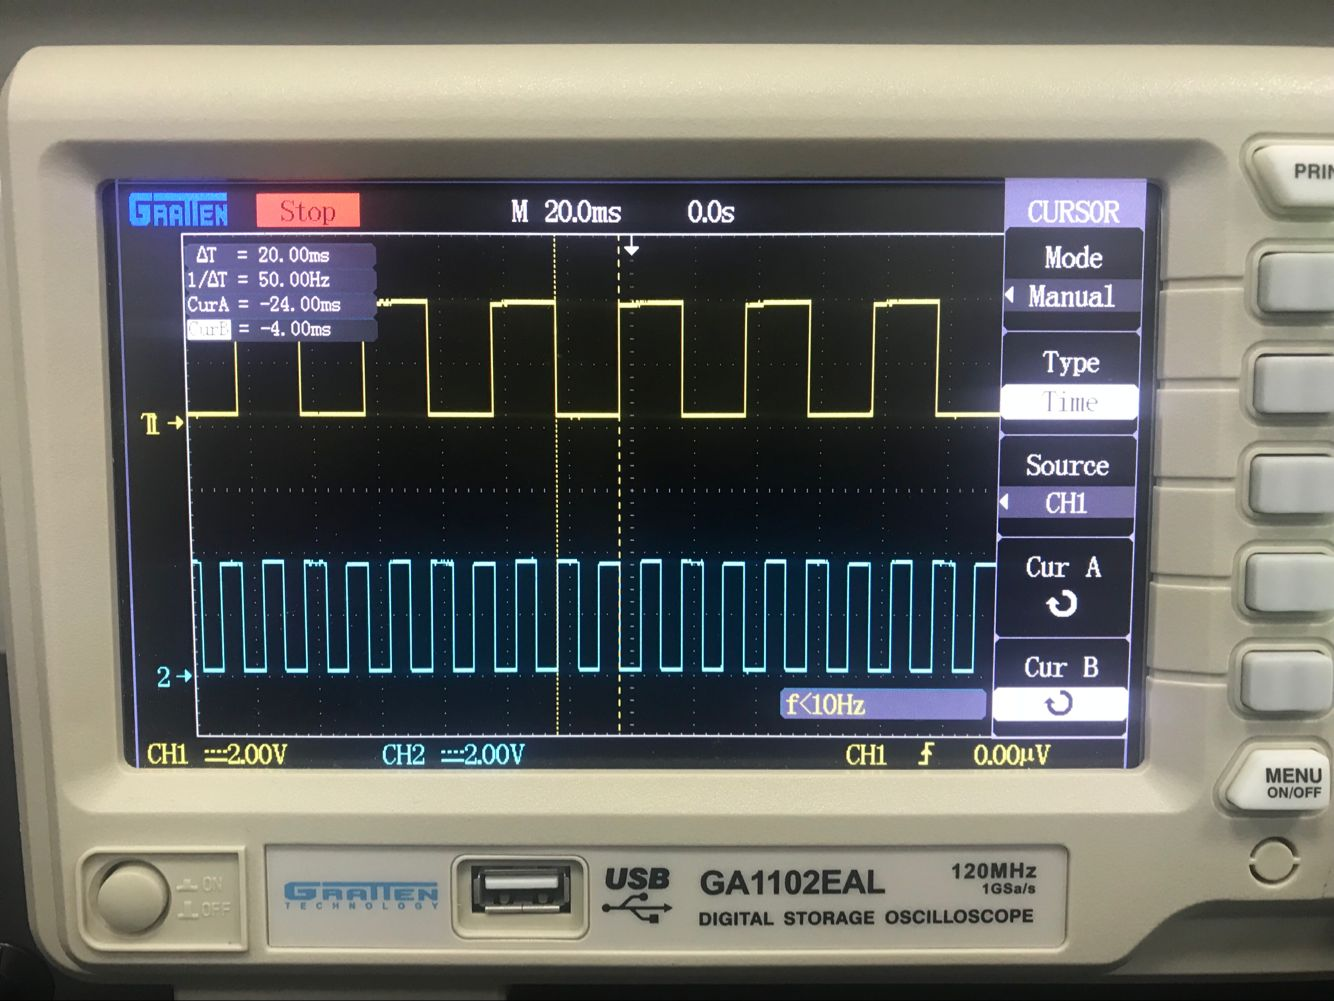 GRATTEN Stop M 20.0ms 0.0s CURSOR
ΔT = 20.00ms
1/ΔT = 50.00Hz
CurA = -24.00ms
CurB = -4.00ms
Mode
Manual
Type
Time
Source
CH1
Cur A
Cur B
2
f<10Hz
CH1 2.00V CH2 2.00V CH1 0.00µV
PRIN
MENU
ON/OFF
ON
OFF
GRATTEN
TECHNOLOGY
USB
GA1102EAL
DIGITAL STORAGE OSCILLOSCOPE
120MHz
1GSa/s